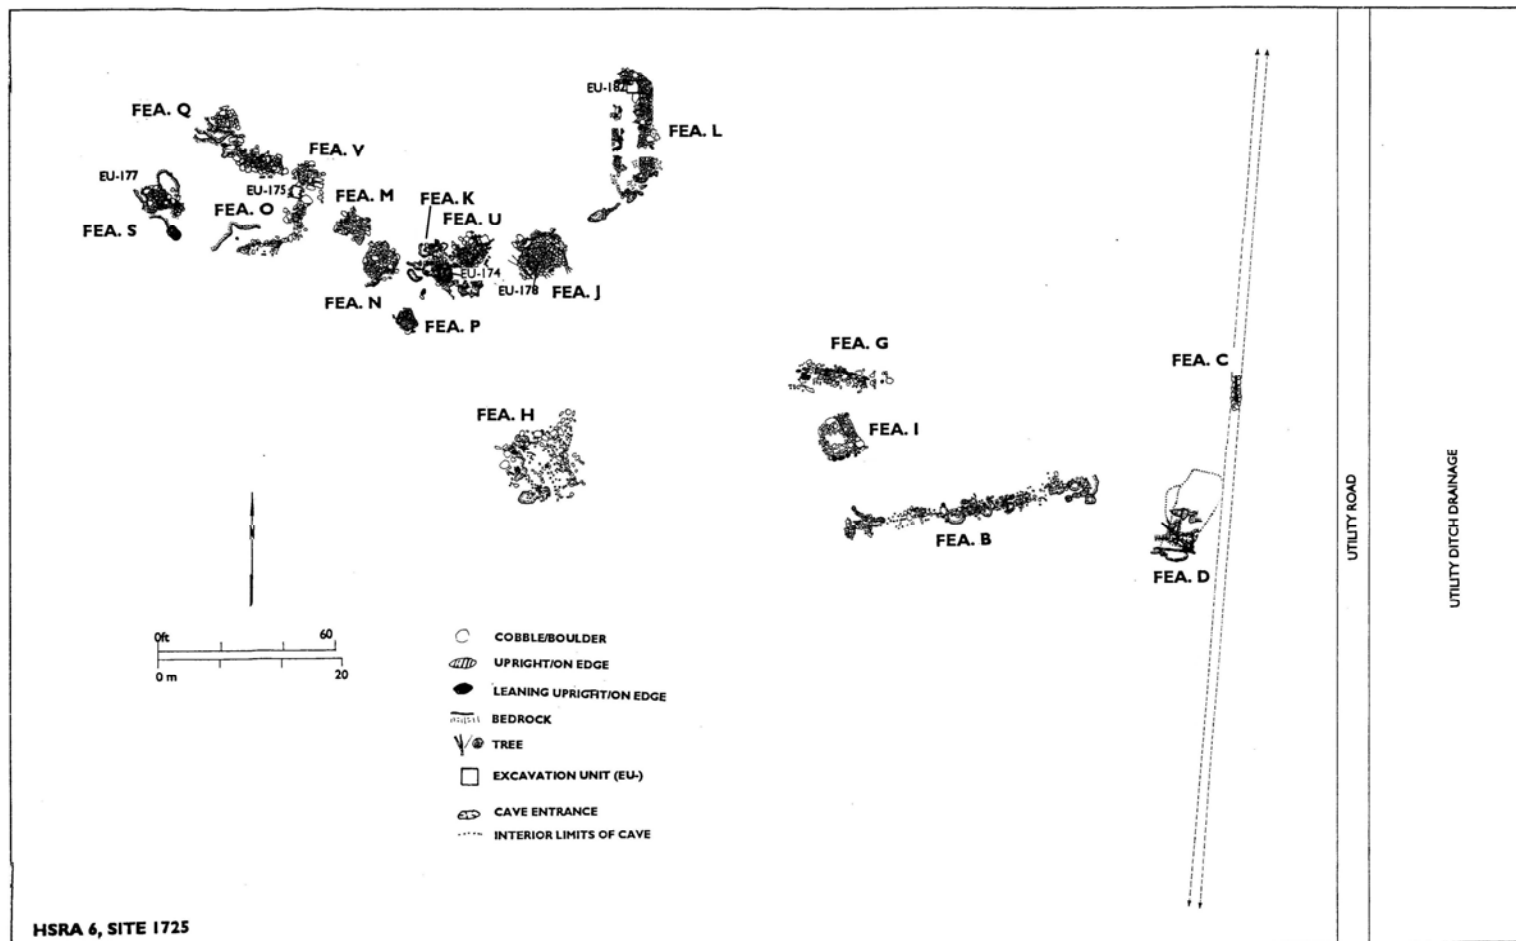 EU-182
FEA. Q
FEA. L
FEA. V
EU-177
EU-175
FEA. M
FEA. K
FEA. O
FEA. U
FEA. S
EU-174
EU-178
FEA. J
FEA. N
FEA. P
FEA. G
FEA. C
FEA. H
FEA. I
FEA. B
FEA. D
UTILITY ROAD
UTILITY DITCH DRAINAGE
N
0ft 60
0 m 20
COBBLE/BOULDER
UPRIGHT/ON EDGE
LEANING UPRIGHT/ON EDGE
BEDROCK
TREE
EXCAVATION UNIT (EU-)
CAVE ENTRANCE
INTERIOR LIMITS OF CAVE
HSRA 6, SITE 1725